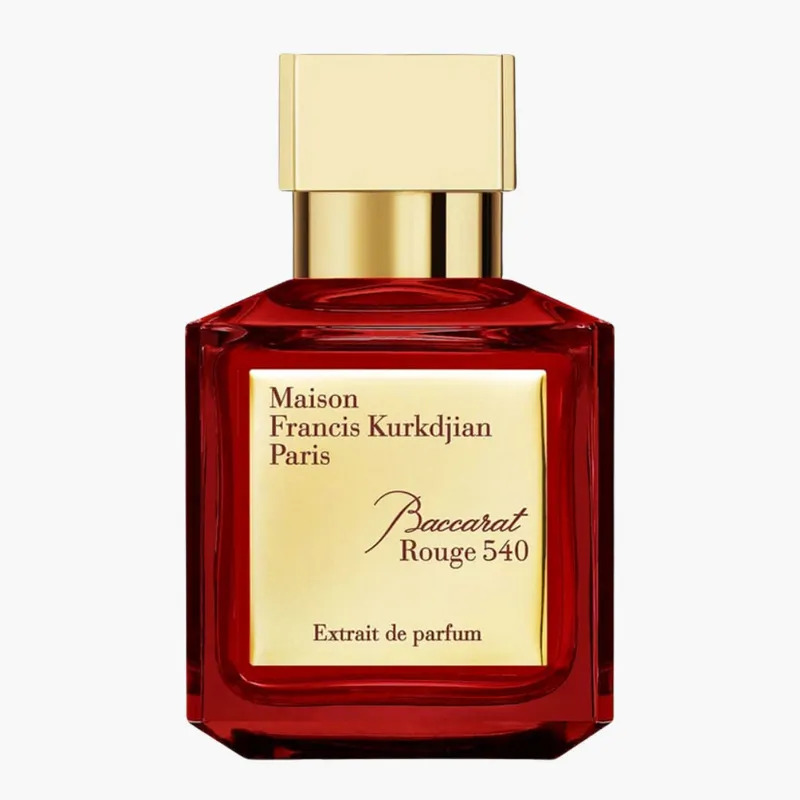 Maison
Francis Kurkdjian
Paris
Baccarat
Rouge 540
Extrait de parfum